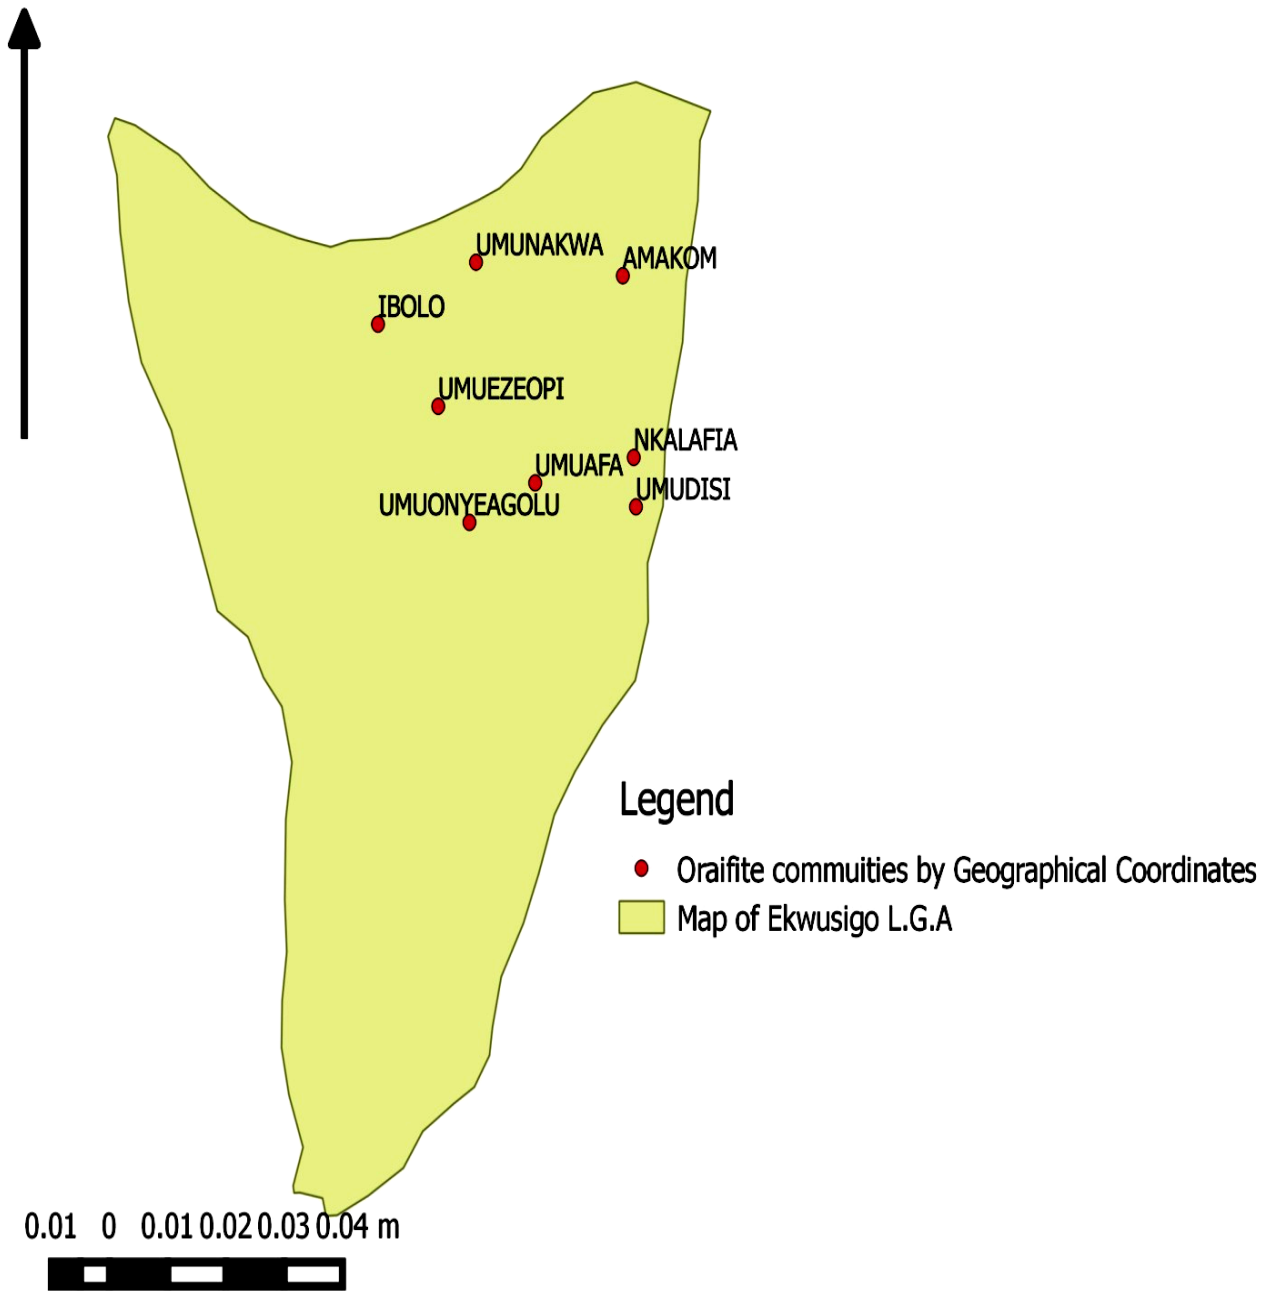 UMUNAKWA
AMAKOM
IBOLO
UMUEZEOPI
NKALAFIA
UMUAFA
UMUDISI
UMUONYEAGOLU
Legend
Oraifite commuities by Geographical Coordinates
Map of Ekwusigo L.G.A
0.01 0 0.01 0.02 0.03 0.04 m